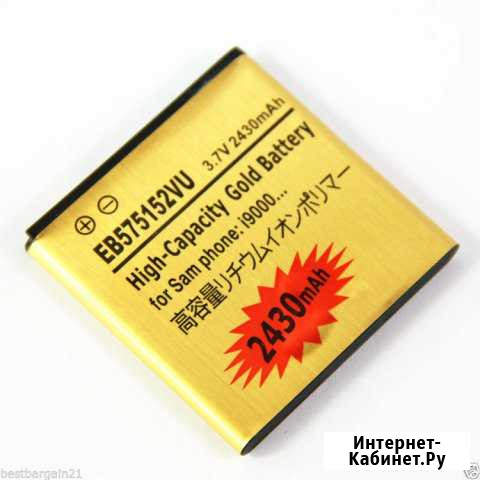 3.7V 2430mAh
EB575152VU
High-Capacity Gold Battery
for Sam phone: i9000...
高容量リチウムイオンポリマー
2430mAh
bestbargain21
Интернет-
Кабинет.Ру